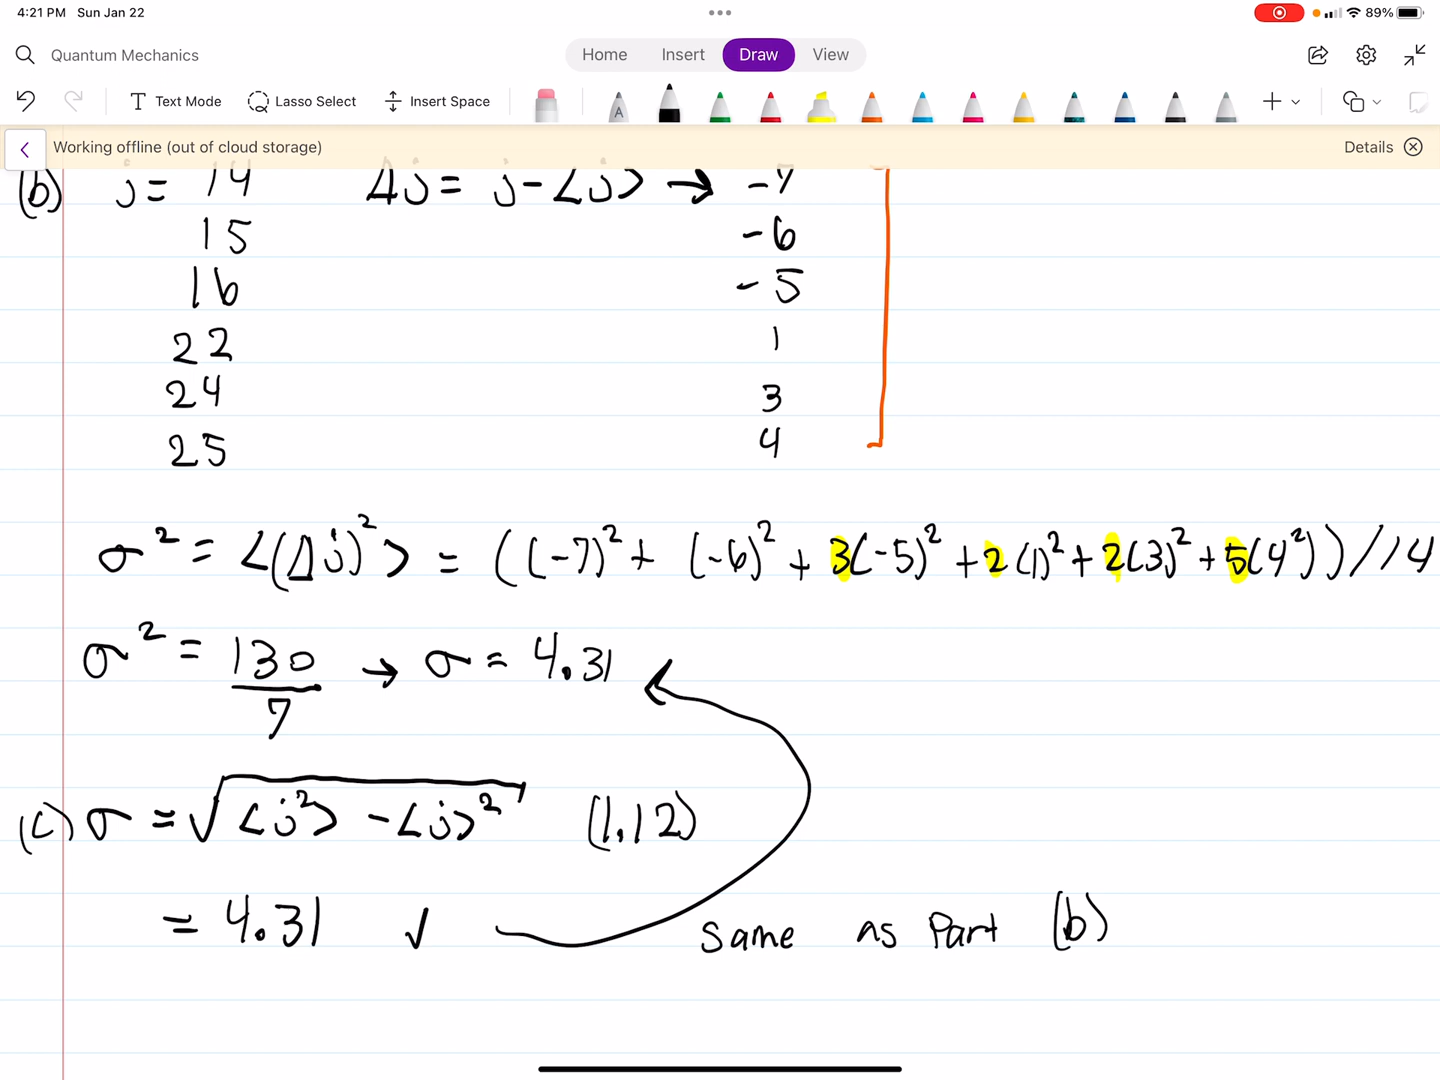 4:21 PM Sun Jan 22 89%
Quantum Mechanics Home Insert Draw View
T Text Mode Lasso Select Insert Space A
Working offline (out of cloud storage) Details
(b) j = 14 Δj = j - <j> → -7
15 -6
16 -5
22 1
24 3
25 4
σ² = <(Δj)²> = ((-7)² + (-6)² + 3(-5)² + 2(1)² + 2(3)² + 5(4²))/14
σ² = 130/7 → σ = 4.31
(c) σ = √(<j²> - <j>²) (1.12)
= 4.31 ✓ same as Part (b)